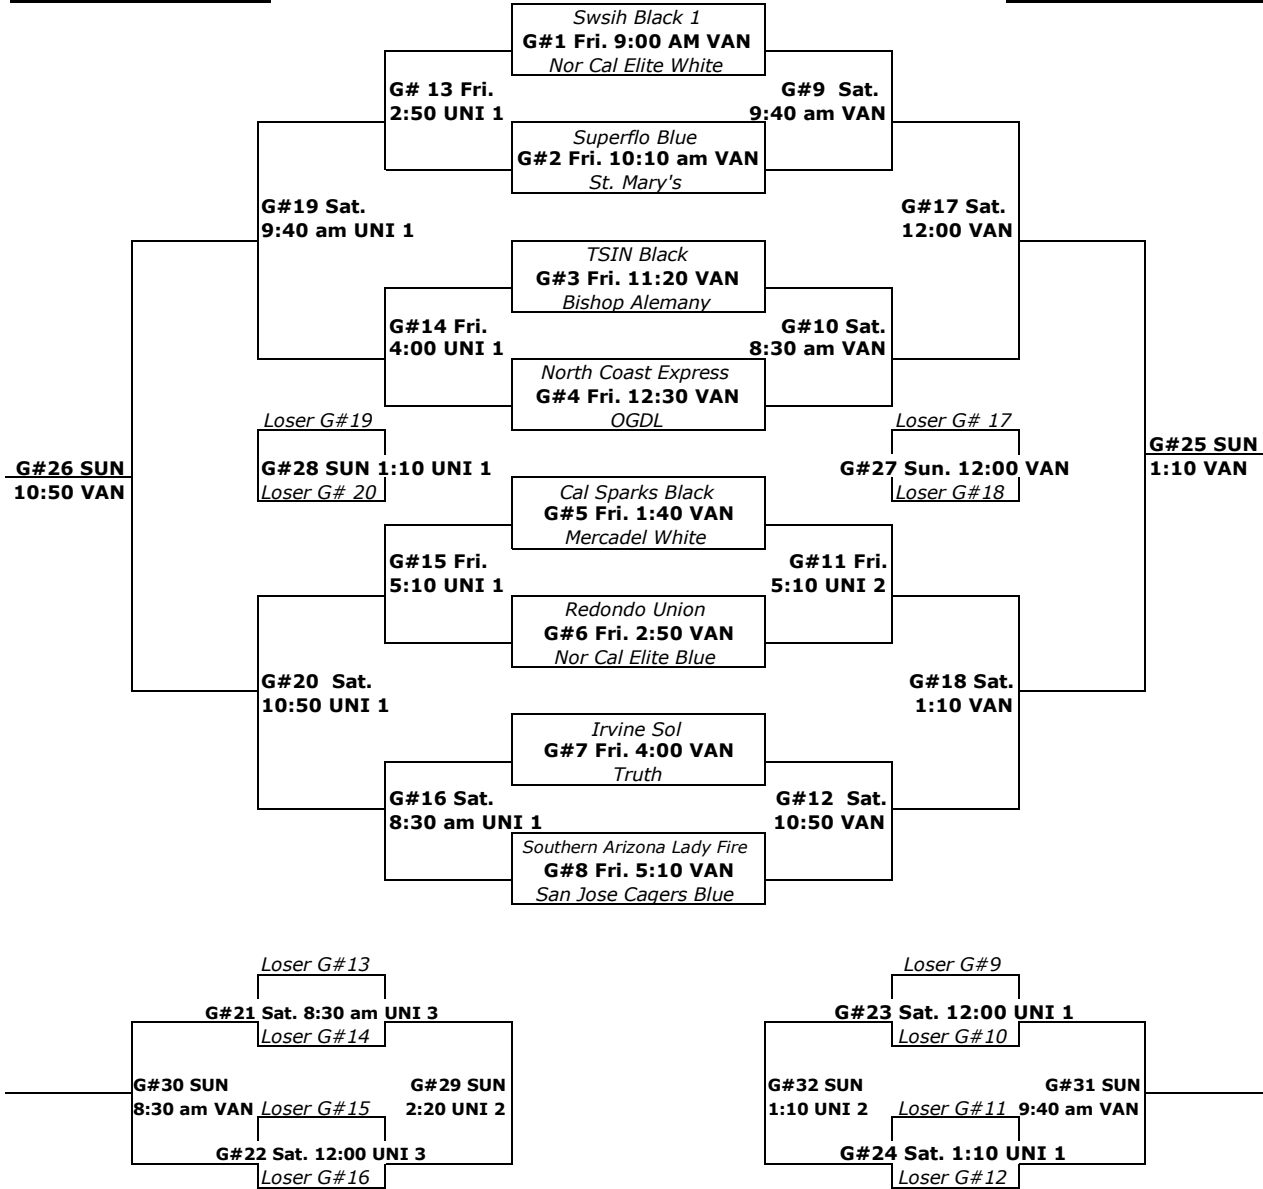 Swsih Black 1
G#1 Fri. 9:00 AM VAN
Nor Cal Elite White
G# 13 Fri.
2:50 UNI 1
G#9  Sat.
9:40 am VAN
Superflo Blue
G#2 Fri. 10:10 am VAN
St. Mary's
G#19 Sat.
9:40 am UNI 1
G#17 Sat.
12:00 VAN
TSIN Black
G#3 Fri. 11:20 VAN
Bishop Alemany
G#14 Fri.
4:00 UNI 1
G#10 Sat.
8:30 am VAN
North Coast Express
G#4 Fri. 12:30 VAN
OGDL
Loser G#19
G#28 SUN 1:10 UNI 1
Loser G# 20
Loser G# 17
G#27 Sun. 12:00 VAN
Loser G#18
G#26 SUN
10:50 VAN
G#25 SUN
1:10 VAN
Cal Sparks Black
G#5 Fri. 1:40 VAN
Mercadel White
G#15 Fri.
5:10 UNI 1
G#11 Fri.
5:10 UNI 2
Redondo Union
G#6 Fri. 2:50 VAN
Nor Cal Elite Blue
G#20  Sat.
10:50 UNI 1
G#18 Sat.
1:10 VAN
Irvine Sol
G#7 Fri. 4:00 VAN
Truth
G#16 Sat.
8:30 am UNI 1
G#12  Sat.
10:50 VAN
Southern Arizona Lady Fire
G#8 Fri. 5:10 VAN
San Jose Cagers Blue
Loser G#13
G#21 Sat. 8:30 am UNI 3
Loser G#14
Loser G#9
G#23 Sat. 12:00 UNI 1
Loser G#10
G#30 SUN
8:30 am VAN
G#29 SUN
2:20 UNI 2
Loser G#15
G#22 Sat. 12:00 UNI 3
Loser G#16
G#32 SUN
1:10 UNI 2
G#31 SUN
9:40 am VAN
Loser G#11
G#24 Sat. 1:10 UNI 1
Loser G#12